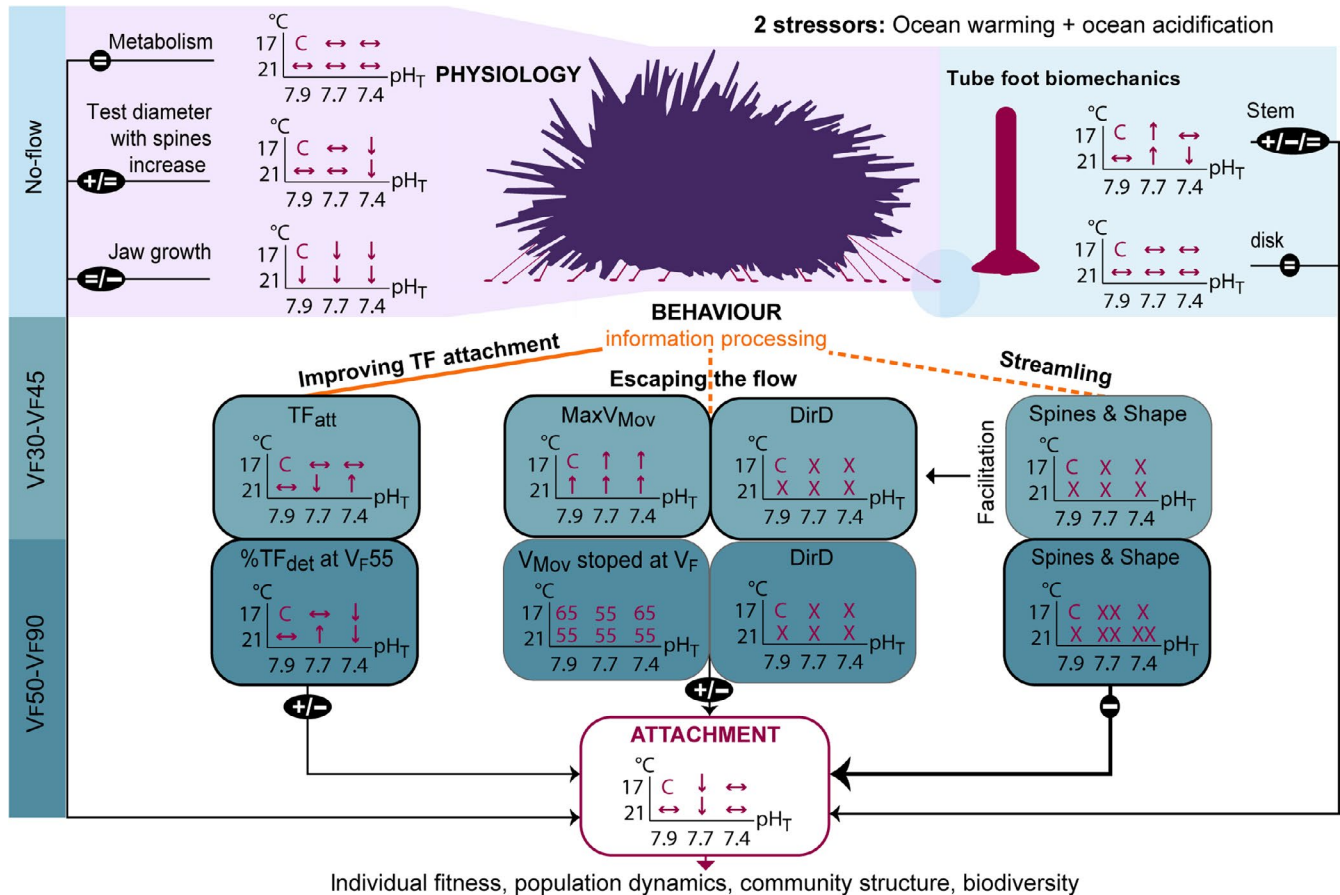 2 stressors: Ocean warming + ocean acidification
No-flow
Metabolism
=
°C
17 C ↔ ↔
21 ↔ ↔ ↔ pHT
7.9 7.7 7.4
PHYSIOLOGY
Test diameter
with spines
increase
+/=
°C
17 C ↔ ↓
21 ↔ ↔ ↓ pHT
7.9 7.7 7.4
Jaw growth
=/−
°C
17 C ↓ ↓
21 ↓ ↓ ↓ pHT
7.9 7.7 7.4
Tube foot biomechanics
Stem
+/−/=
°C
17 C ↑ ↔
21 ↔ ↑ ↓ pHT
7.9 7.7 7.4
disk
=
°C
17 C ↔ ↔
21 ↔ ↔ ↔ pHT
7.9 7.7 7.4
BEHAVIOUR
information processing
Improving TF attachment
Escaping the flow
Streamling
VF30-VF45
TFatt
°C
17 C ↔ ↔
21 ↔ ↓ ↑ pHT
7.9 7.7 7.4
MaxVMov
°C
17 C ↑ ↑
21 ↑ ↑ ↑ pHT
7.9 7.7 7.4
DirD
°C
17 C X X
21 X X X pHT
7.9 7.7 7.4
Facilitation
Spines & Shape
°C
17 C X X
21 X X X pHT
7.9 7.7 7.4
VF50-VF90
%TFdet at VF55
°C
17 C ↔ ↓
21 ↔ ↑ ↓ pHT
7.9 7.7 7.4
VMov stoped at VF
°C
17 65 55 65
21 55 55 55 pHT
7.9 7.7 7.4
DirD
°C
17 C X X
21 X X X pHT
7.9 7.7 7.4
Spines & Shape
°C
17 C XX X
21 X XX XX pHT
7.9 7.7 7.4
+/−
+/−
−
ATTACHMENT
°C
17 C ↓ ↔
21 ↔ ↓ ↔ pHT
7.9 7.7 7.4
Individual fitness, population dynamics, community structure, biodiversity